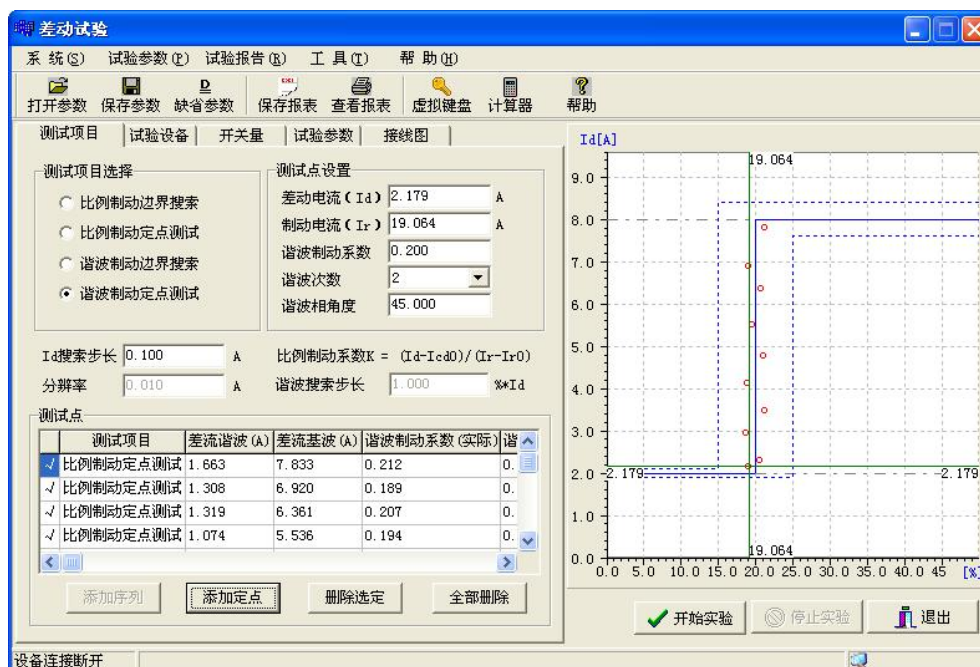 差动试验
系 统(S) 试验参数(P) 试验报告(R) 工 具(T) 帮 助(H)
打开参数 保存参数 缺省参数 保存报表 查看报表 虚拟键盘 计算器 帮助
测试项目 试验设备 开关量 试验参数 接线图
测试项目选择
比例制动边界搜索
比例制动定点测试
谐波制动边界搜索
谐波制动定点测试
测试点设置
差动电流(Id) 2.179 A
制动电流(Ir) 19.064 A
谐波制动系数 0.200
谐波次数 2
谐波相角度 45.000
Id搜索步长 0.100 A 比例制动系数K = (Id-Icd0)/(Ir-Ir0)
分辨率 0.010 A 谐波搜索步长 1.000 %*Id
测试点
测试项目 差流谐波(A) 差流基波(A) 谐波制动系数(实际) 谐
√ 比例制动定点测试 1.663 7.833 0.212 0.
√ 比例制动定点测试 1.308 6.920 0.189 0.
√ 比例制动定点测试 1.319 6.361 0.207 0.
√ 比例制动定点测试 1.074 5.536 0.194 0.
添加序列 添加定点 删除选定 全部删除
Id[A]
19.064
9.0
8.0
7.0
6.0
5.0
4.0
3.0
2.0 2.179 2.179
1.0
0.0 19.064
0.0 5.0 10.0 15.0 20.0 25.0 30.0 35.0 40.0 45 [%]
开始实验 停止实验 退出
设备连接断开